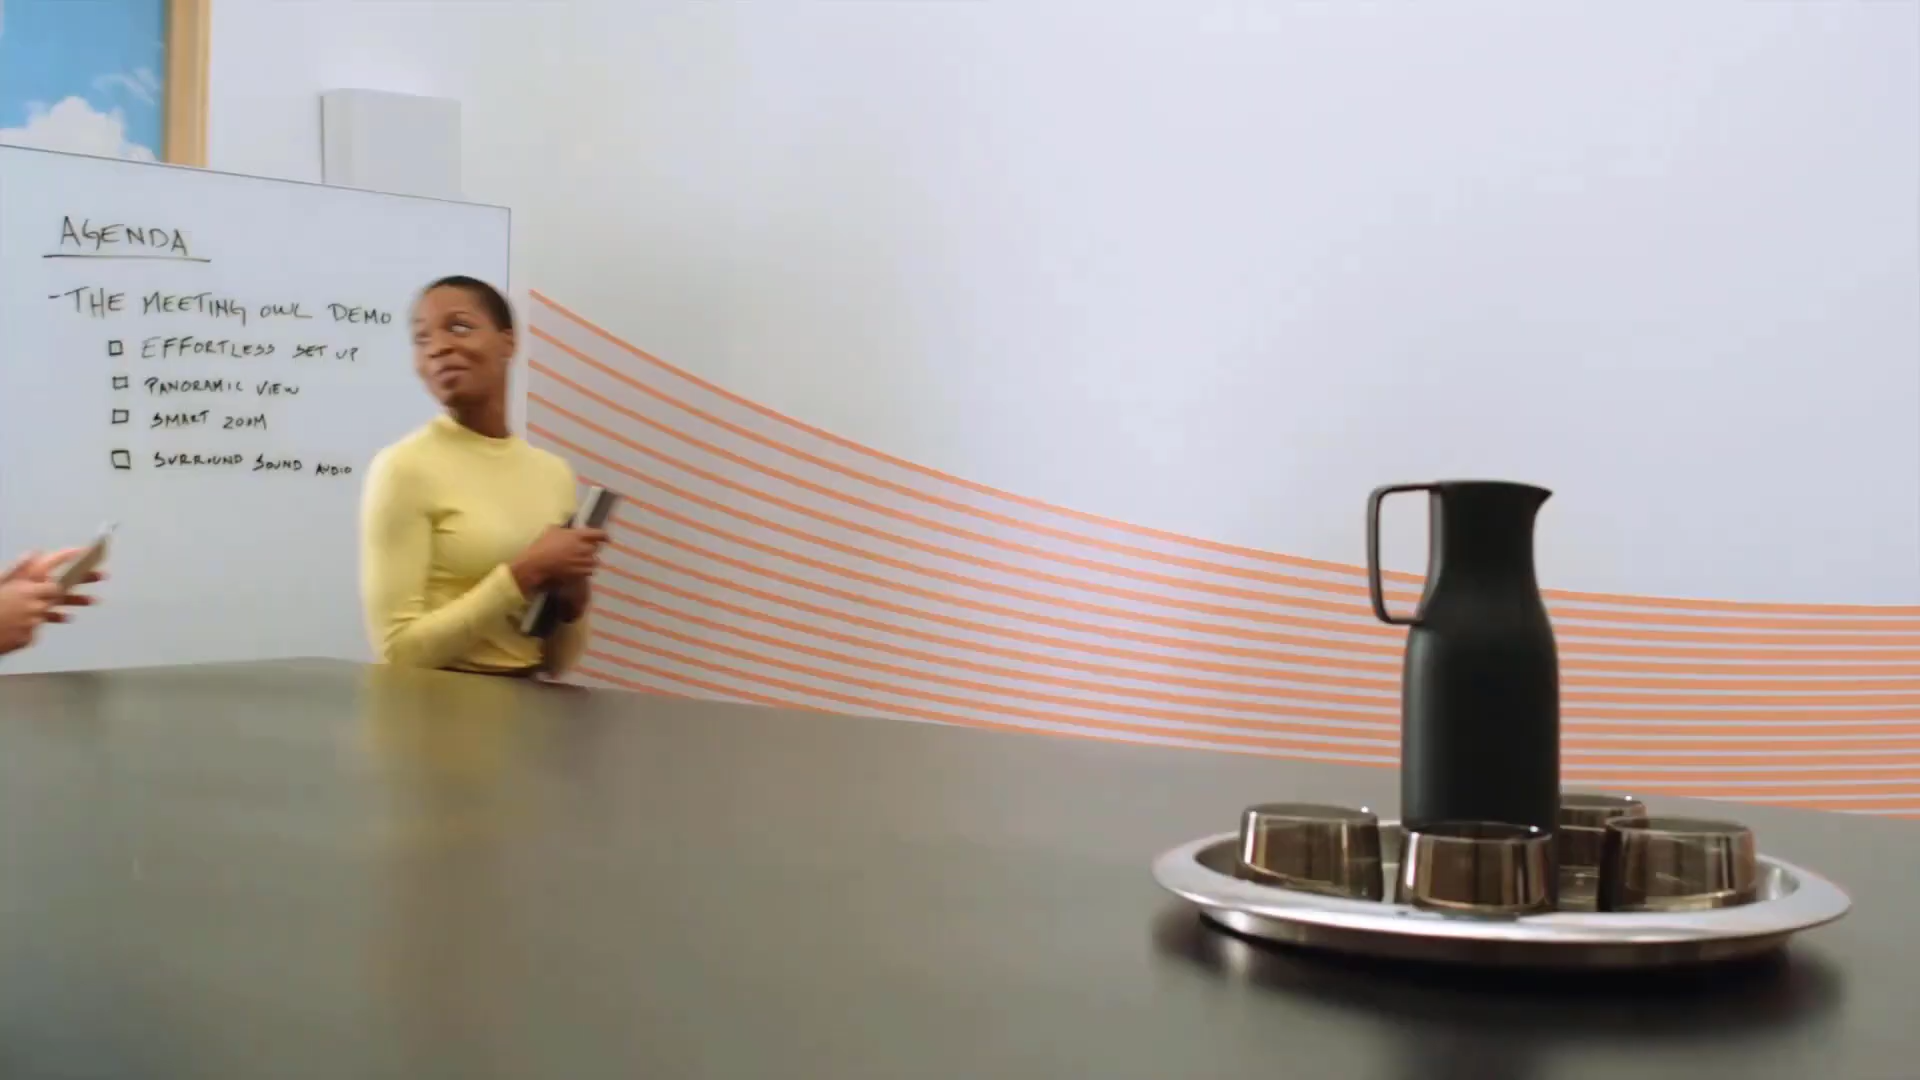 AGENDA
- THE MEETING OWL DEMO
EFFORTLESS SET UP
PANORAMIC VIEW
SMART ZOOM
SURROUND SOUND AUDIO